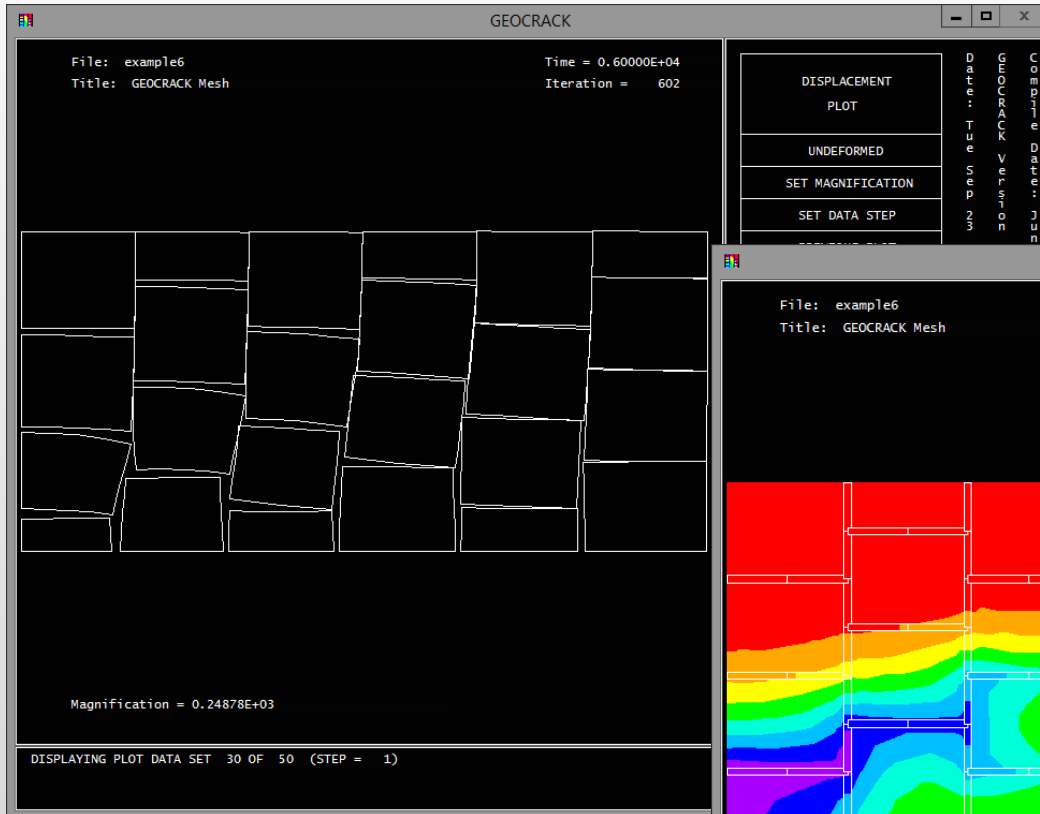 GEOCRACK
File: example6
Title: GEOCRACK Mesh
Time = 0.60000E+04
Iteration = 602
DISPLACEMENT
PLOT
UNDEFORMED
SET MAGNIFICATION
SET DATA STEP
Date: Tue Sep 23
GEOCRACK Version
Compile Date: Jun
Magnification = 0.24878E+03
DISPLAYING PLOT DATA SET 30 OF 50 (STEP = 1)
File: example6
Title: GEOCRACK Mesh